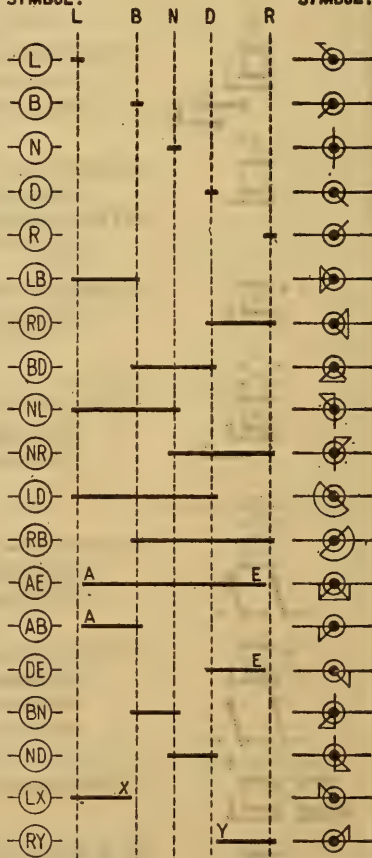 SYMBOL. SYMBOL.
L B N D R
L
B
N
D
R
LB
RD
BD
NL
NR
LD
RB
AE A E
AB A
DE E
BN
ND
LX X
RY Y